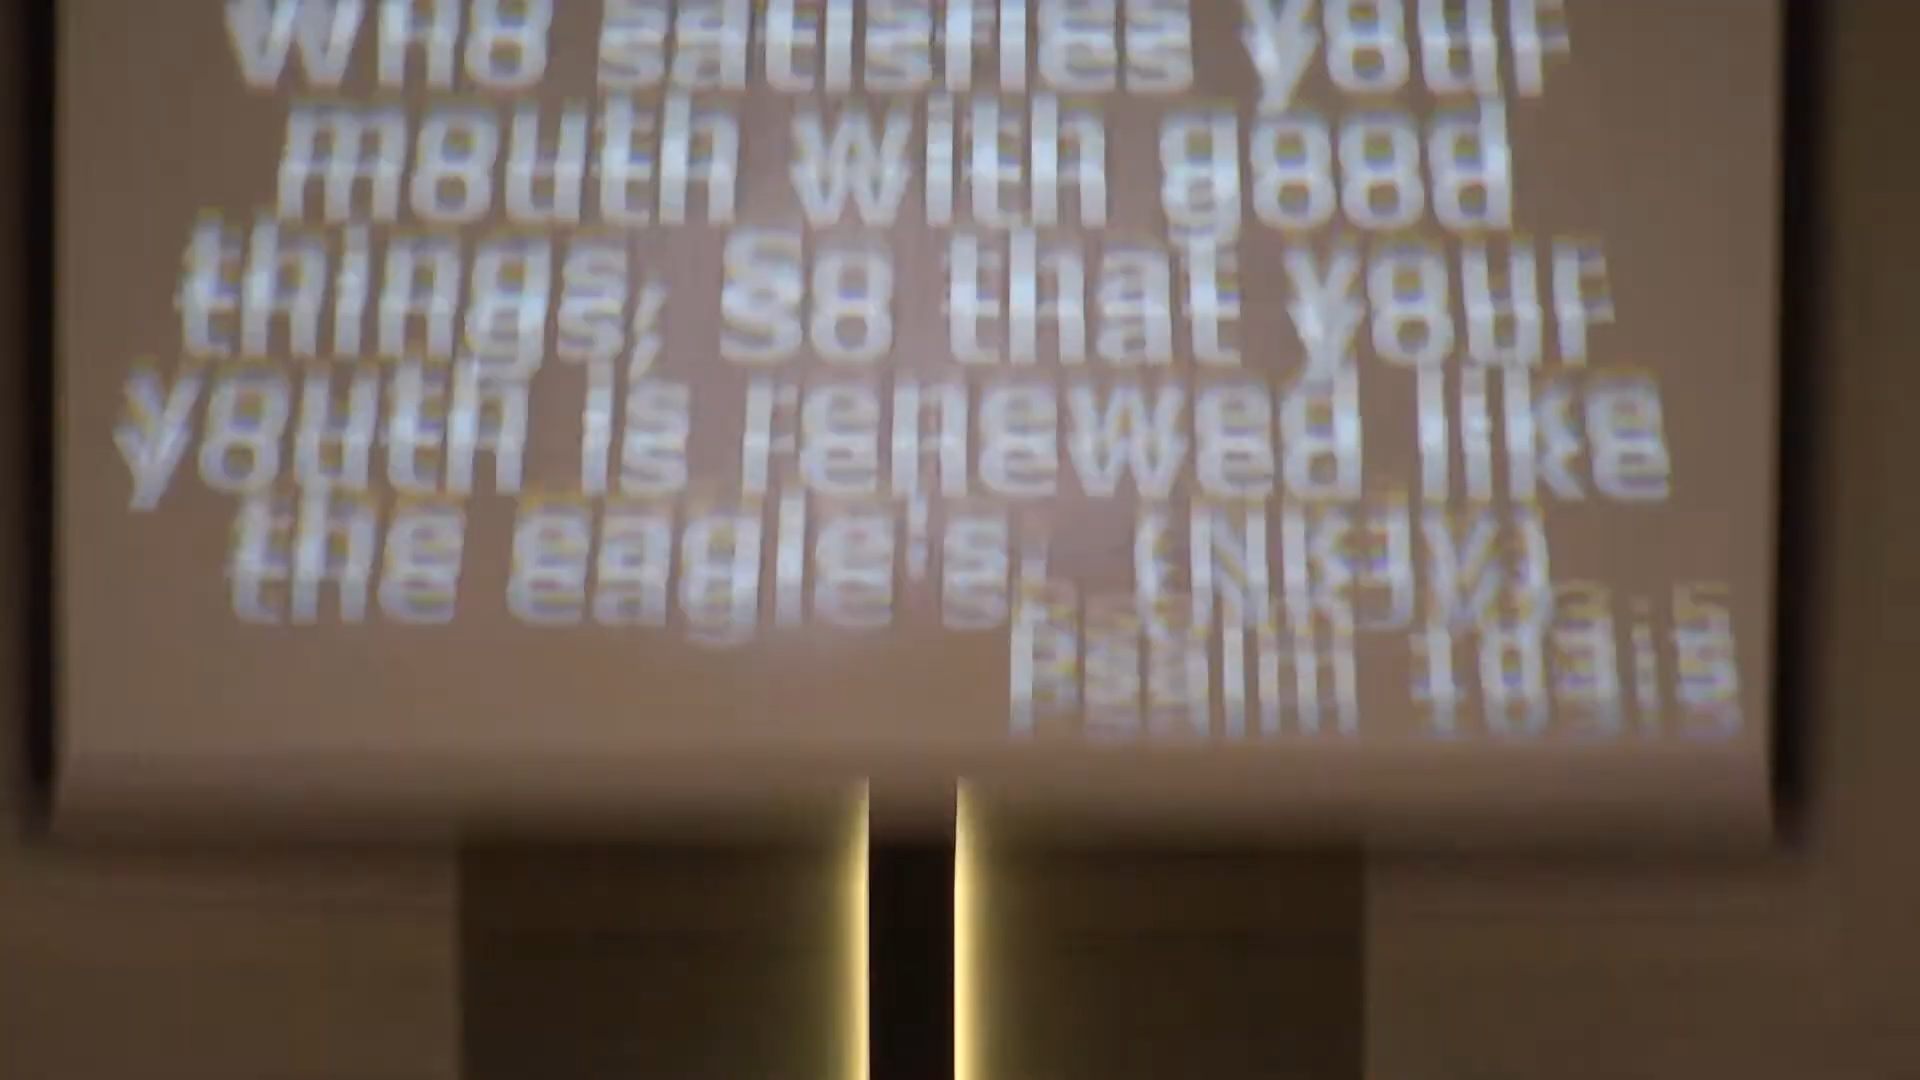 Who satisfies your
mouth with good
things, So that your
youth is renewed like
the eagle's. (NKJV)
Psalm 103:5